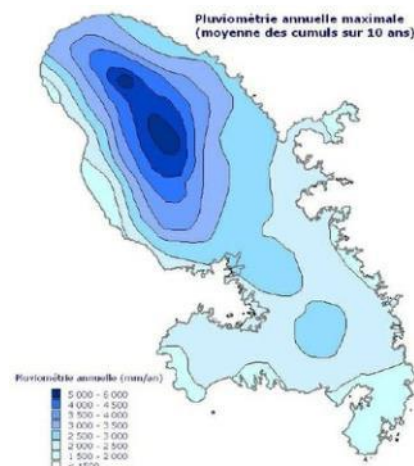 Pluviomètrie annuelle maximale
(moyenne des cumuls sur 10 ans)
Pluviomètrie annuelle (mm/an)
5 000 - 6 000
4 000 - 4 500
3 500 - 4 000
3 000 - 3 500
2 500 - 3 000
2 000 - 2 500
1 500 - 2 000